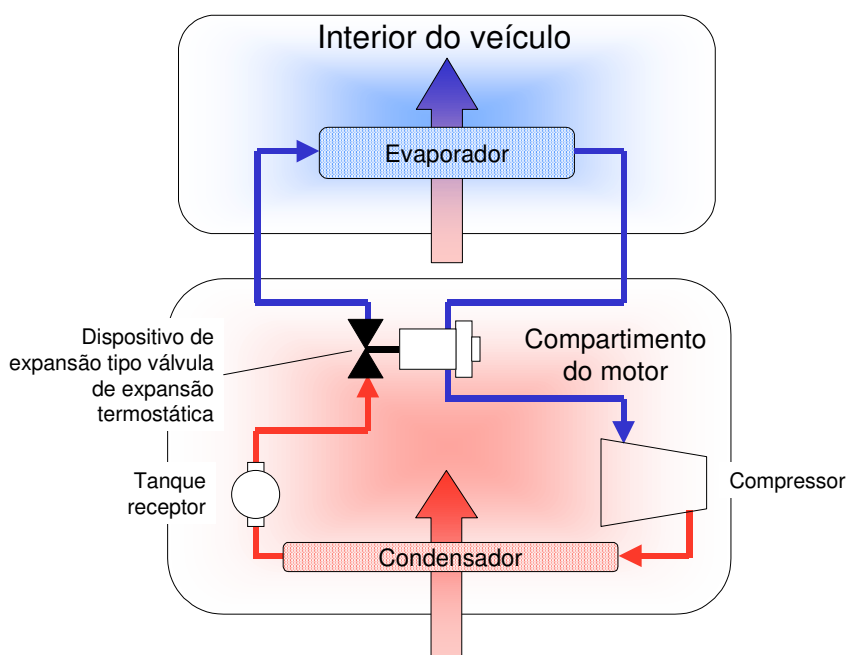 Interior do veículo
Evaporador
Dispositivo de
expansão tipo válvula
de expansão
termostática
Compartimento
do motor
Tanque
receptor
Compressor
Condensador